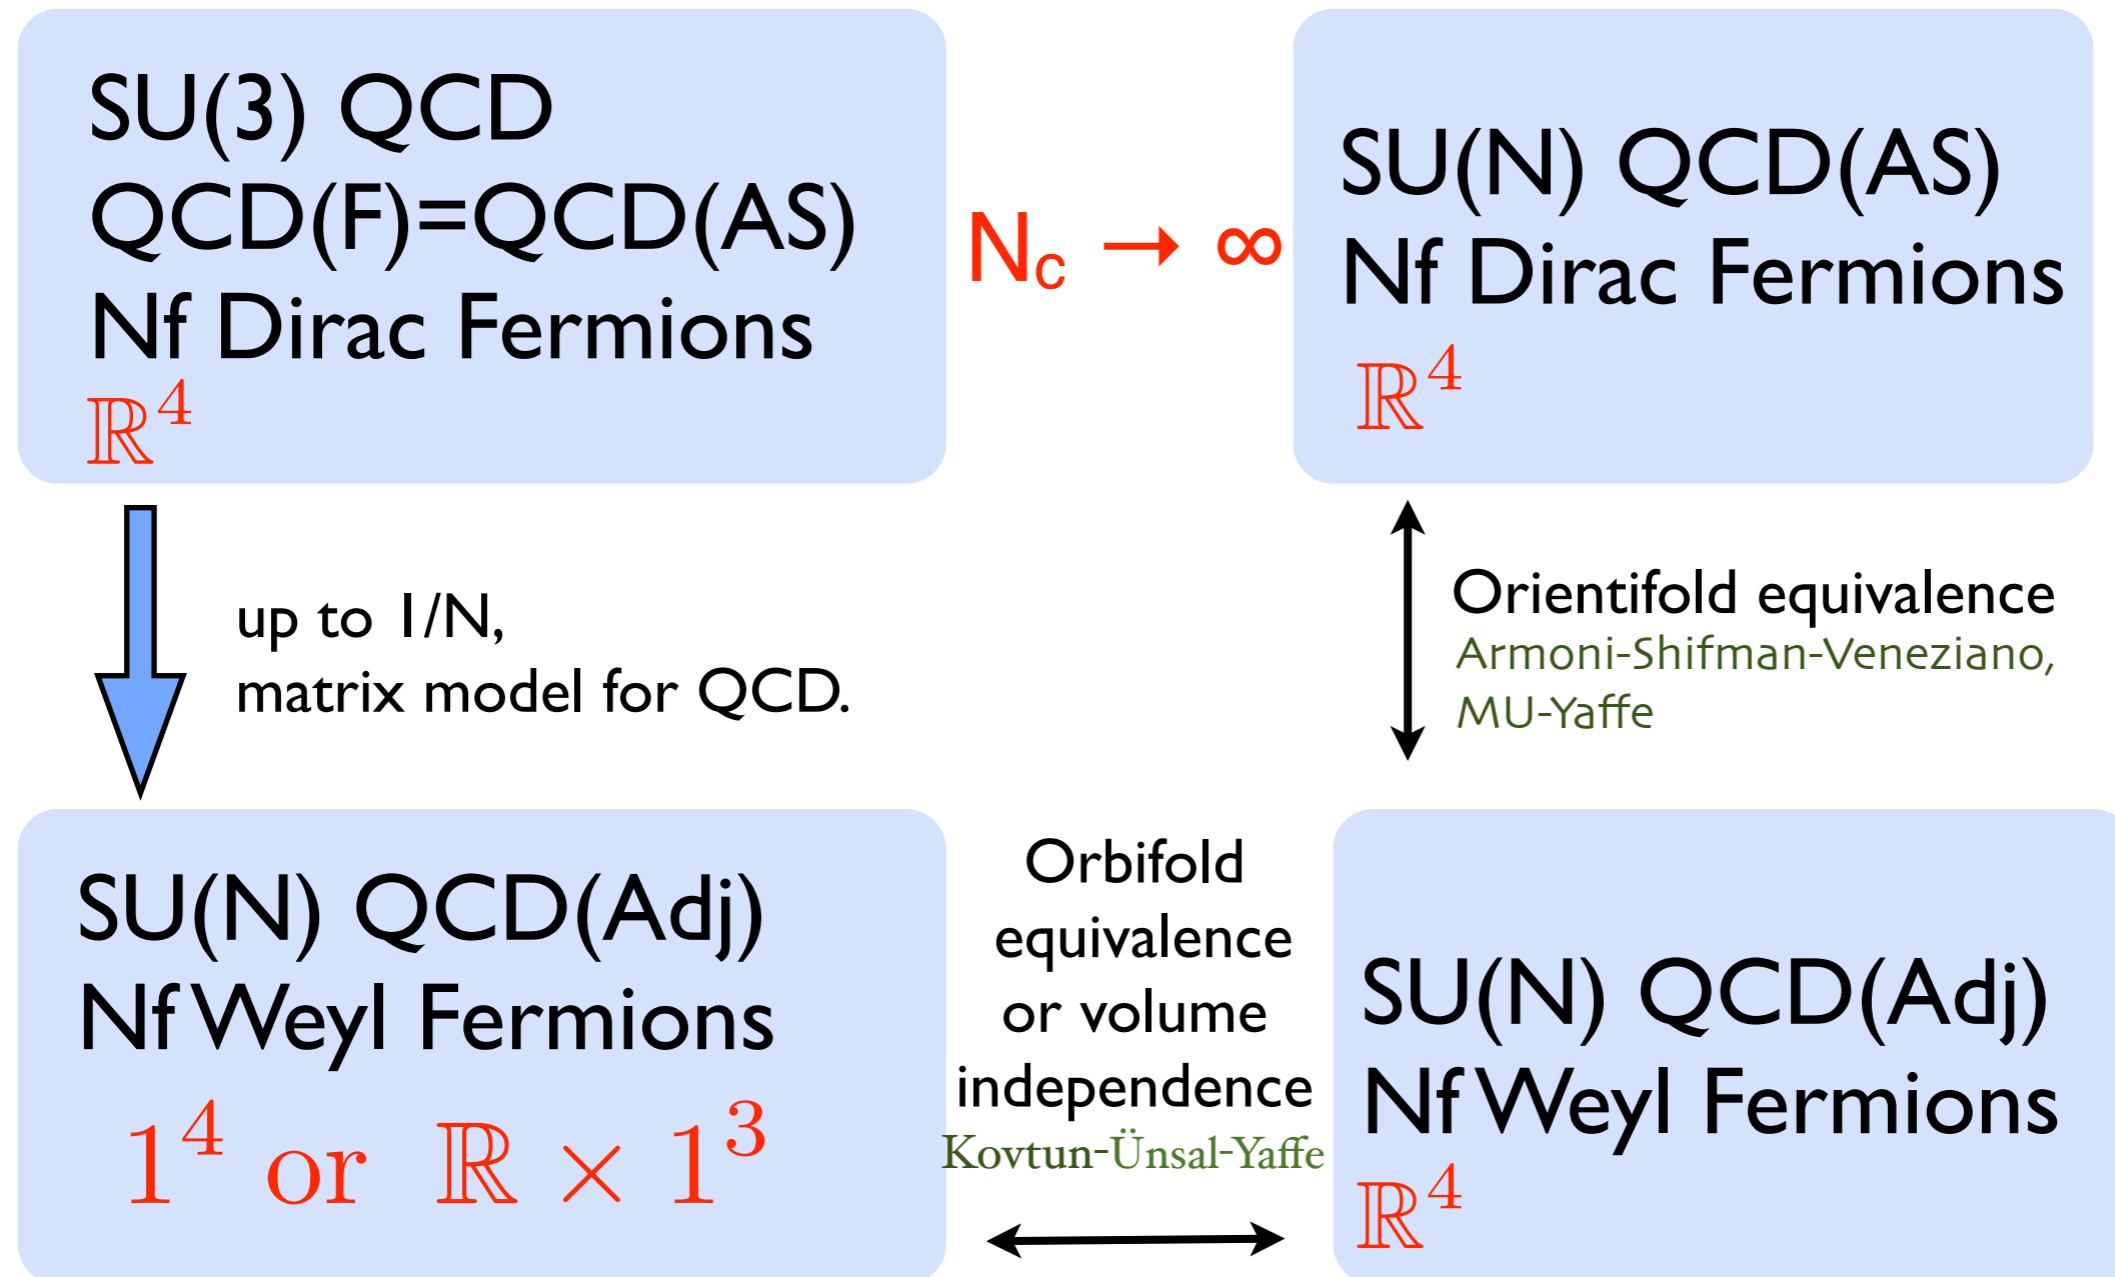 SU(3) QCD
QCD(F)=QCD(AS)
Nf Dirac Fermions
ℝ⁴
N꜀ → ∞
SU(N) QCD(AS)
Nf Dirac Fermions
ℝ⁴
up to 1/N,
matrix model for QCD.
Orientifold equivalence
Armoni-Shifman-Veneziano,
MU-Yaffe
SU(N) QCD(Adj)
Nf Weyl Fermions
1⁴ or ℝ × 1³
Orbifold
equivalence
or volume
independence
Kovtun-Ünsal-Yaffe
SU(N) QCD(Adj)
Nf Weyl Fermions
ℝ⁴